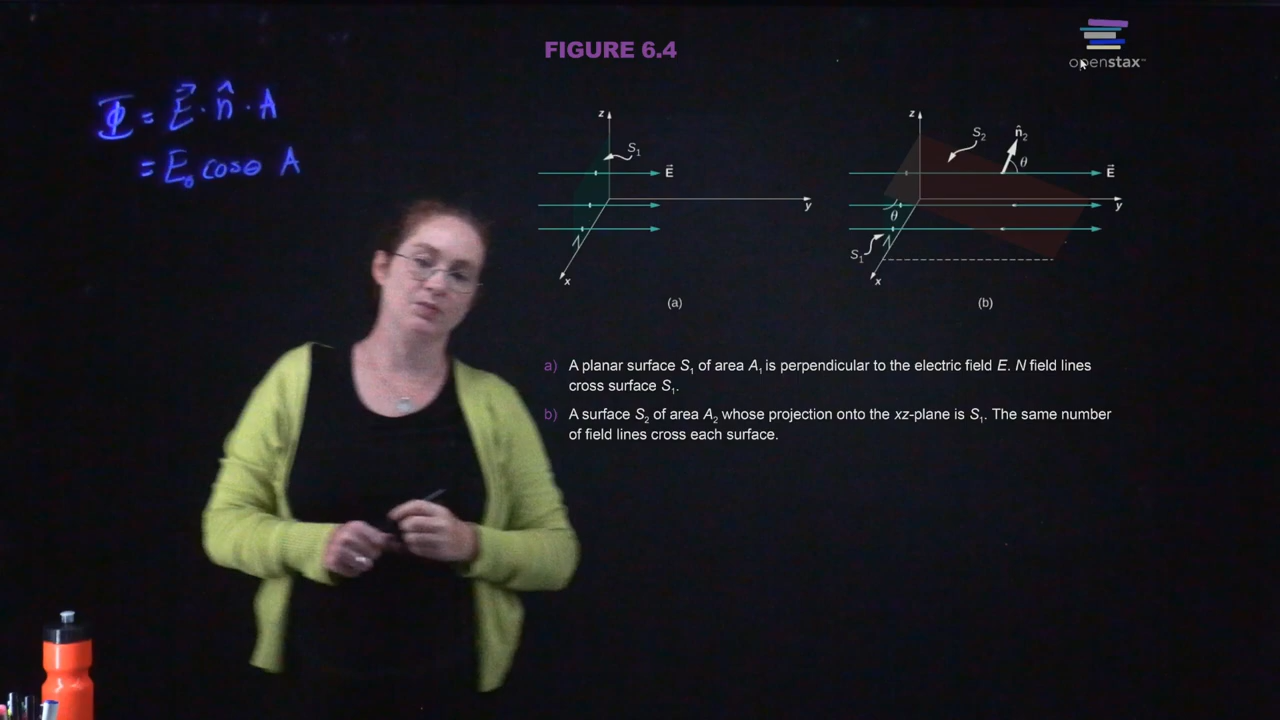 Φ = E⃗ · n̂ · A
= E₀ cosθ A
FIGURE 6.4
openstax™
z
S₁
E⃗
y
x
(a)
z
S₂
n̂₂
θ
E⃗
y
θ
S₁
x
(b)
a) A planar surface S₁ of area A₁ is perpendicular to the electric field E. N field lines
cross surface S₁.
b) A surface S₂ of area A₂ whose projection onto the xz-plane is S₁. The same number
of field lines cross each surface.